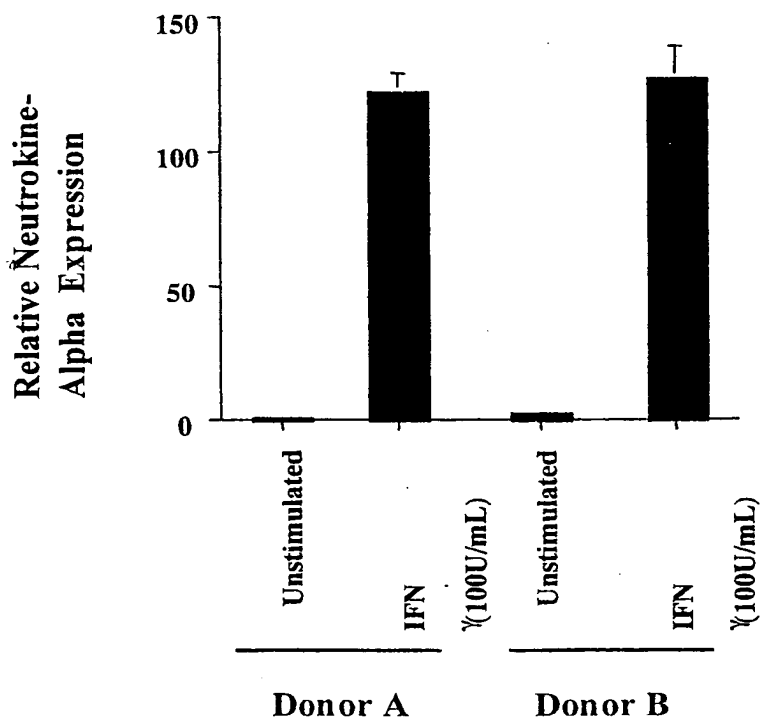 Relative Neutrokine-
Alpha Expression
150
100
50
0
Unstimulated
IFN
γ(100U/mL)
Unstimulated
IFN
γ(100U/mL)
Donor A
Donor B